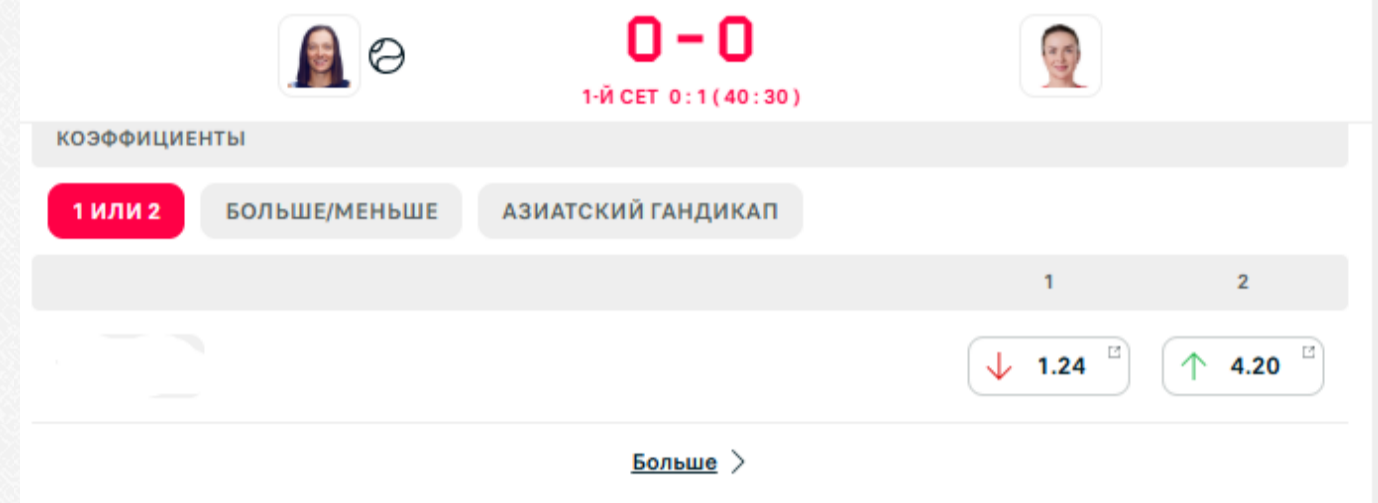 0 - 0
1-Й СЕТ 0 : 1 ( 40 : 30 )
КОЭФФИЦИЕНТЫ
1 ИЛИ 2 БОЛЬШЕ/МЕНЬШЕ АЗИАТСКИЙ ГАНДИКАП
1 2
1.24 4.20
Больше